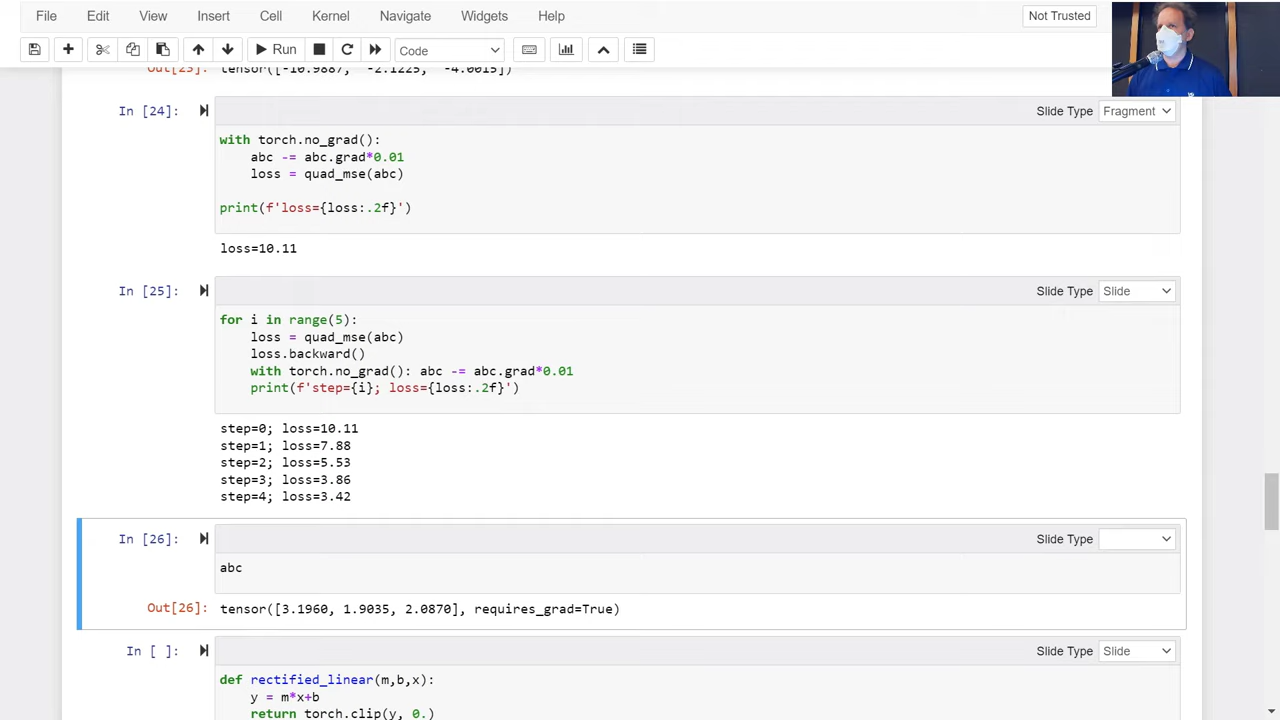 File Edit View Insert Cell Kernel Navigate Widgets Help Not Trusted
Run Code
Out[23]: tensor([-10.9887, -2.1225, -4.0015])
In [24]: Slide Type Fragment
with torch.no_grad():
    abc -= abc.grad*0.01
    loss = quad_mse(abc)
print(f'loss={loss:.2f}')
loss=10.11
In [25]: Slide Type Slide
for i in range(5):
    loss = quad_mse(abc)
    loss.backward()
    with torch.no_grad(): abc -= abc.grad*0.01
    print(f'step={i}; loss={loss:.2f}')
step=0; loss=10.11
step=1; loss=7.88
step=2; loss=5.53
step=3; loss=3.86
step=4; loss=3.42
In [26]: Slide Type
abc
Out[26]: tensor([3.1960, 1.9035, 2.0870], requires_grad=True)
In [ ]: Slide Type Slide
def rectified_linear(m,b,x):
    y = m*x+b
    return torch.clip(y, 0.)